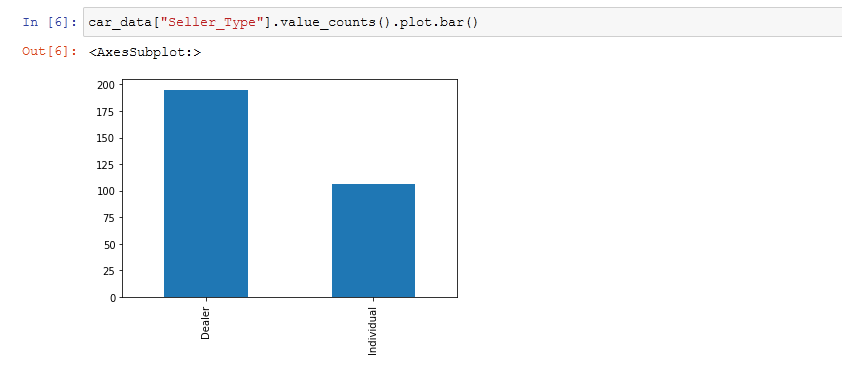 In [6]: car_data["Seller_Type"].value_counts().plot.bar()
Out[6]: <AxesSubplot:>
200
175
150
125
100
75
50
25
0
Dealer
Individual